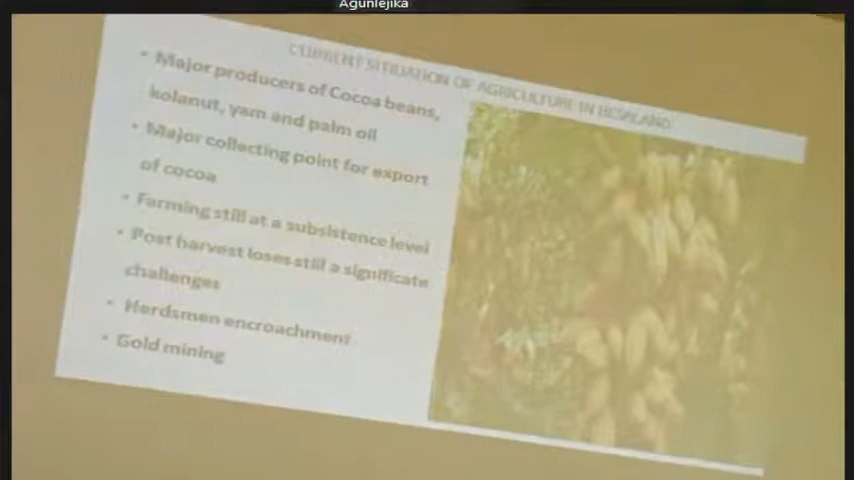 Agunlejika
CURRENT SITUATION OF AGRICULTURE IN IJESALAND
• Major producers of Cocoa beans,
kolanut, yam and palm oil
• Major collecting point for export
of cocoa
• Farming still at a subsistence level
• Post harvest loses still a significate
challenges
• Herdsmen encroachment
• Gold mining